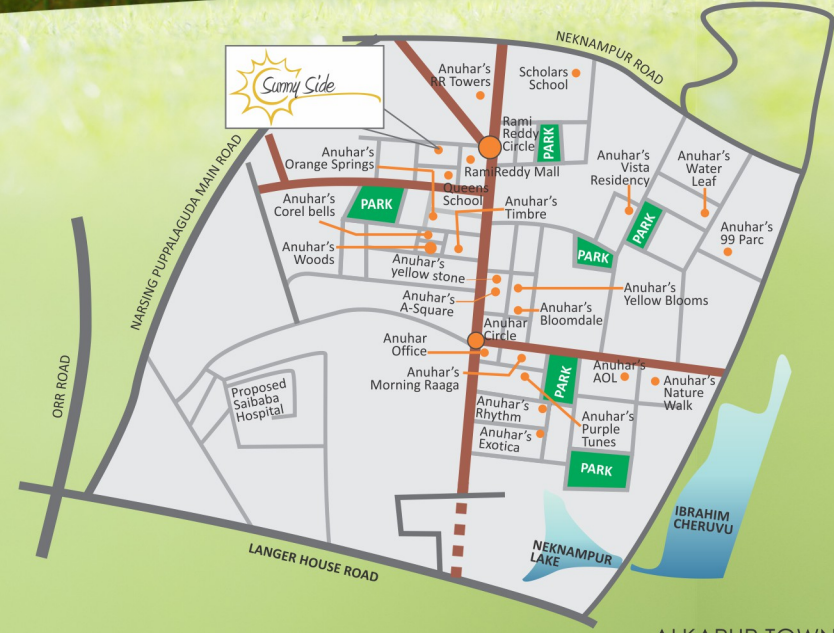 NEKNAMPUR ROAD
Sunny Side
Anuhar's
RR Towers
Scholars
School
Rami
Reddy
Circle
PARK
NARSING PUPPALAGUDA MAIN ROAD
Anuhar's
Orange Springs
RamiReddy Mall
Queens
School
Anuhar's
Vista
Residency
Anuhar's
Water
Leaf
Anuhar's
Corel bells
PARK
Anuhar's
Timbre
PARK
Anuhar's
99 Parc
Anuhar's
Woods
Anuhar's
yellow stone
PARK
Anuhar's
A-Square
Anuhar's
Yellow Blooms
Anuhar's
Bloomdale
Anuhar
Circle
Anuhar
Office
ORR ROAD
Proposed
Saibaba
Hospital
Anuhar's
Morning Raaga
PARK
Anuhar's
AOL
Anuhar's
Nature
Walk
Anuhar's
Rhythm
Anuhar's
Purple
Tunes
Anuhar's
Exotica
PARK
IBRAHIM
CHERUVU
NEKNAMPUR
LAKE
LANGER HOUSE ROAD